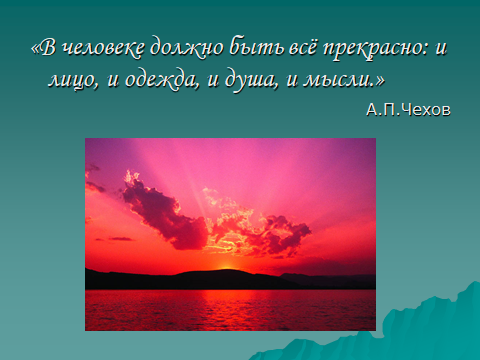 «В человеке должно быть всё прекрасно: и
лицо, и одежда, и душа, и мысли.»
А.П.Чехов